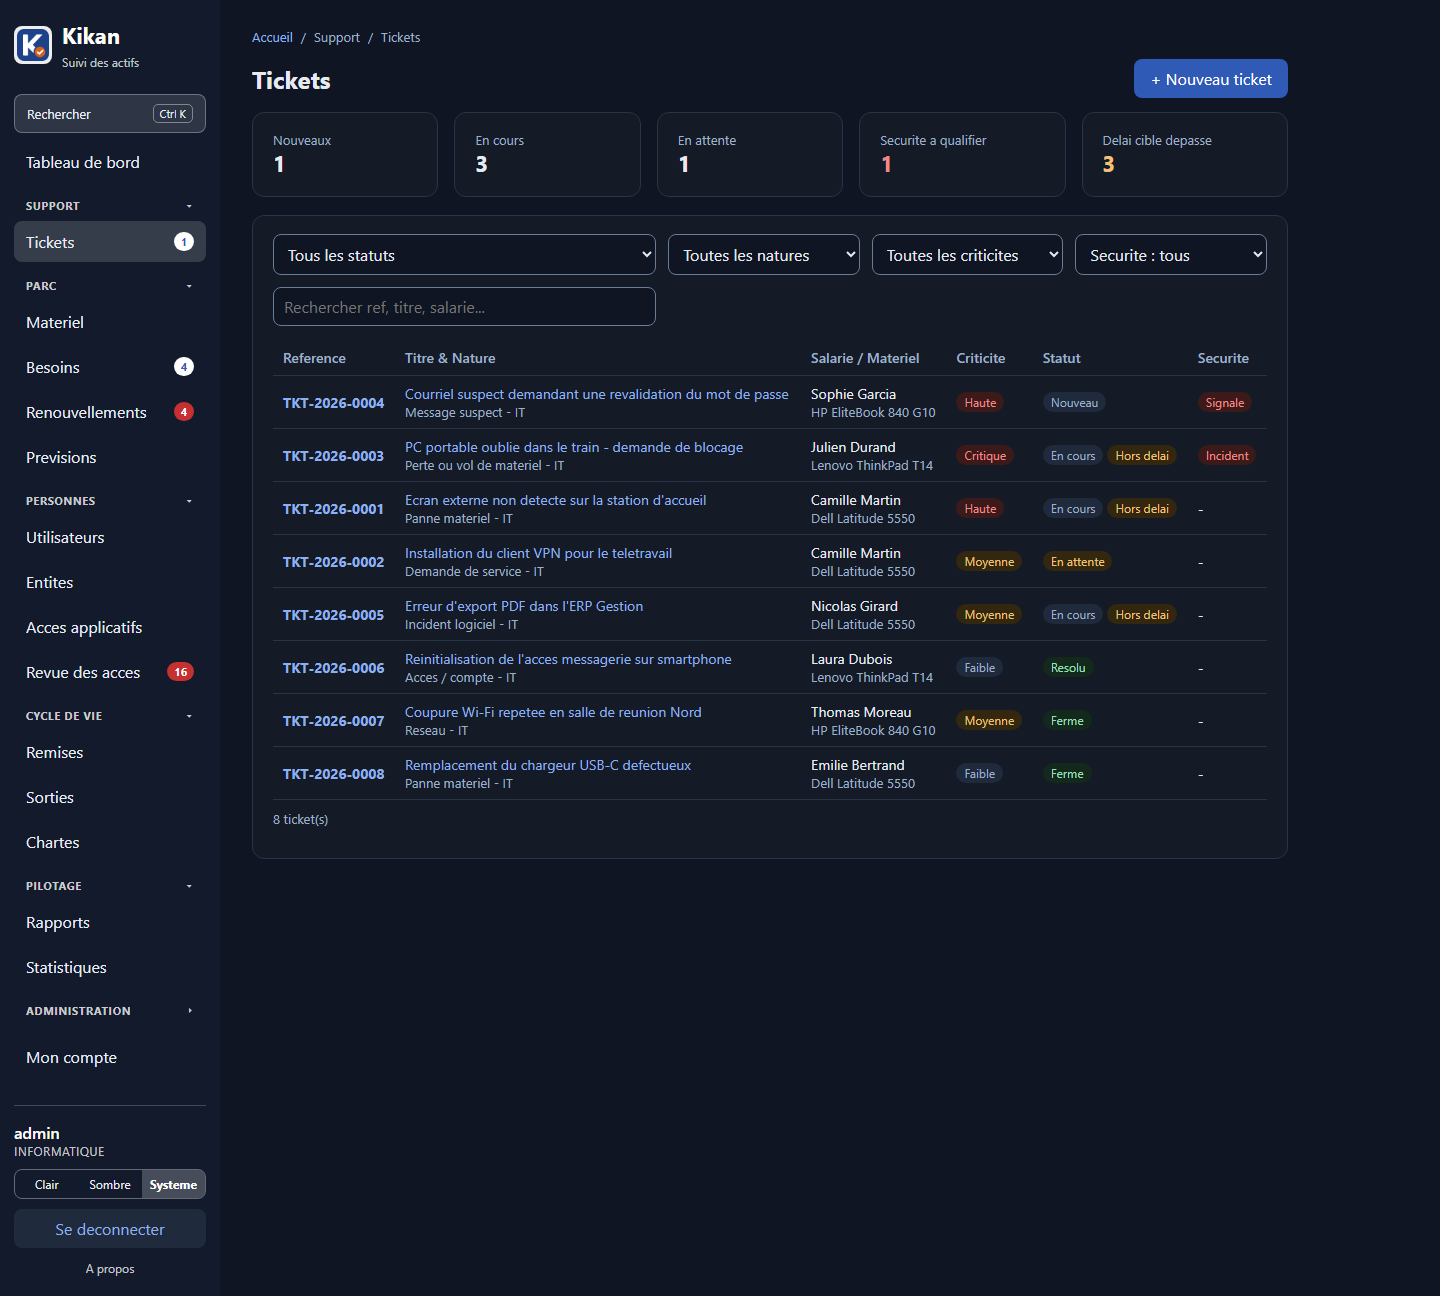 Kikan
Suivi des actifs
Rechercher Ctrl K
Tableau de bord
SUPPORT
Tickets 1
PARC
Materiel
Besoins 4
Renouvellements 4
Previsions
PERSONNES
Utilisateurs
Entites
Acces applicatifs
Revue des acces 16
CYCLE DE VIE
Remises
Sorties
Chartes
PILOTAGE
Rapports
Statistiques
ADMINISTRATION
Mon compte
admin
INFORMATIQUE
Clair Sombre Systeme
Se deconnecter
A propos
Accueil / Support / Tickets
Tickets
+ Nouveau ticket
Nouveaux
1
En cours
3
En attente
1
Securite a qualifier
1
Delai cible depasse
3
Tous les statuts
Toutes les natures
Toutes les criticites
Securite : tous
Rechercher ref, titre, salarie...
Reference Titre & Nature Salarie / Materiel Criticite Statut Securite
TKT-2026-0004 Courriel suspect demandant une revalidation du mot de passe Sophie Garcia Haute Nouveau Signale
Message suspect - IT HP EliteBook 840 G10
TKT-2026-0003 PC portable oublie dans le train - demande de blocage Julien Durand Critique En cours Hors delai Incident
Perte ou vol de materiel - IT Lenovo ThinkPad T14
TKT-2026-0001 Ecran externe non detecte sur la station d'accueil Camille Martin Haute En cours Hors delai -
Panne materiel - IT Dell Latitude 5550
TKT-2026-0002 Installation du client VPN pour le teletravail Camille Martin Moyenne En attente -
Demande de service - IT Dell Latitude 5550
TKT-2026-0005 Erreur d'export PDF dans l'ERP Gestion Nicolas Girard Moyenne En cours Hors delai -
Incident logiciel - IT Dell Latitude 5550
TKT-2026-0006 Reinitialisation de l'acces messagerie sur smartphone Laura Dubois Faible Resolu -
Acces / compte - IT Lenovo ThinkPad T14
TKT-2026-0007 Coupure Wi-Fi repetee en salle de reunion Nord Thomas Moreau Moyenne Ferme -
Reseau - IT HP EliteBook 840 G10
TKT-2026-0008 Remplacement du chargeur USB-C defectueux Emilie Bertrand Faible Ferme -
Panne materiel - IT Dell Latitude 5550
8 ticket(s)